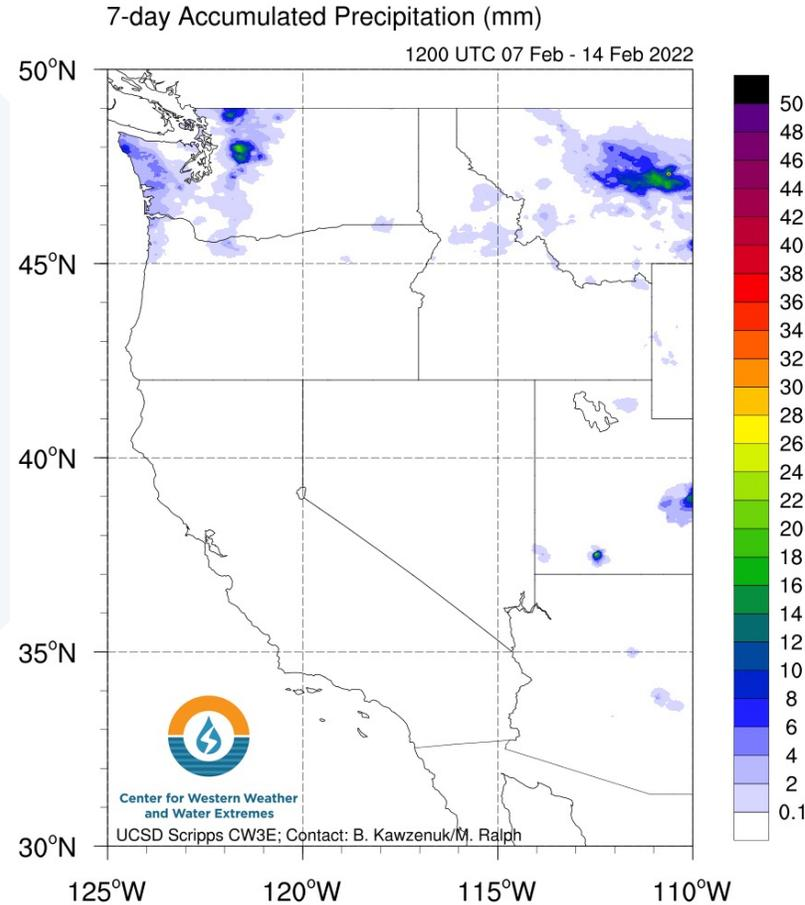 7-day Accumulated Precipitation (mm)
1200 UTC 07 Feb - 14 Feb 2022
50°N
45°N
40°N
35°N
30°N
125°W
120°W
115°W
110°W
50
48
46
44
42
40
38
36
34
32
30
28
26
24
22
20
18
16
14
12
10
8
6
4
2
0.1
Center for Western Weather
and Water Extremes
UCSD Scripps CW3E; Contact: B. Kawzenuk/M. Ralph